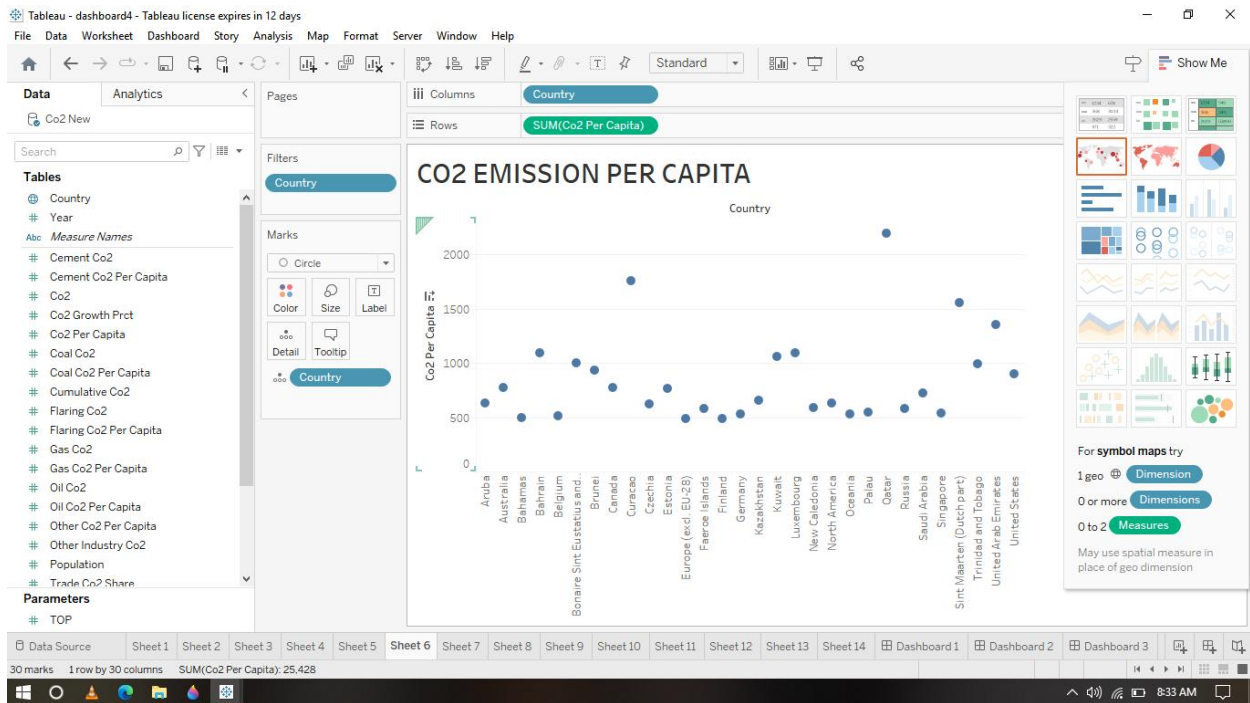 Tableau - dashboard4 - Tableau license expires in 12 days
File Data Worksheet Dashboard Story Analysis Map Format Server Window Help
Standard
Show Me
Data Analytics
Co2 New
Search
Tables
Country
Year
Abc Measure Names
Cement Co2
Cement Co2 Per Capita
Co2
Co2 Growth Prct
Co2 Per Capita
Coal Co2
Coal Co2 Per Capita
Cumulative Co2
Flaring Co2
Flaring Co2 Per Capita
Gas Co2
Gas Co2 Per Capita
Oil Co2
Oil Co2 Per Capita
Other Co2 Per Capita
Other Industry Co2
Population
Trade Co2 Share
Parameters
TOP
Pages
Filters
Country
Marks
Circle
Color Size Label
Detail Tooltip
Country
Columns Country
Rows SUM(Co2 Per Capita)
CO2 EMISSION PER CAPITA
Country
Co2 Per Capita
2000
1500
1000
500
0
Aruba
Australia
Bahamas
Bahrain
Belgium
Bonaire Sint Eustatius and..
Brunei
Canada
Curacao
Czechia
Estonia
Europe (excl. EU-28)
Faeroe Islands
Finland
Germany
Kazakhstan
Kuwait
Luxembourg
New Caledonia
North America
Oceania
Palau
Qatar
Russia
Saudi Arabia
Singapore
Sint Maarten (Dutch part)
Trinidad and Tobago
United Arab Emirates
United States
For symbol maps try
1 geo Dimension
0 or more Dimensions
0 to 2 Measures
May use spatial measure in
place of geo dimension
Data Source Sheet 1 Sheet 2 Sheet 3 Sheet 4 Sheet 5 Sheet 6 Sheet 7 Sheet 8 Sheet 9 Sheet 10 Sheet 11 Sheet 12 Sheet 13 Sheet 14 Dashboard 1 Dashboard 2 Dashboard 3
30 marks 1 row by 30 columns SUM(Co2 Per Capita): 25,428
8:33 AM